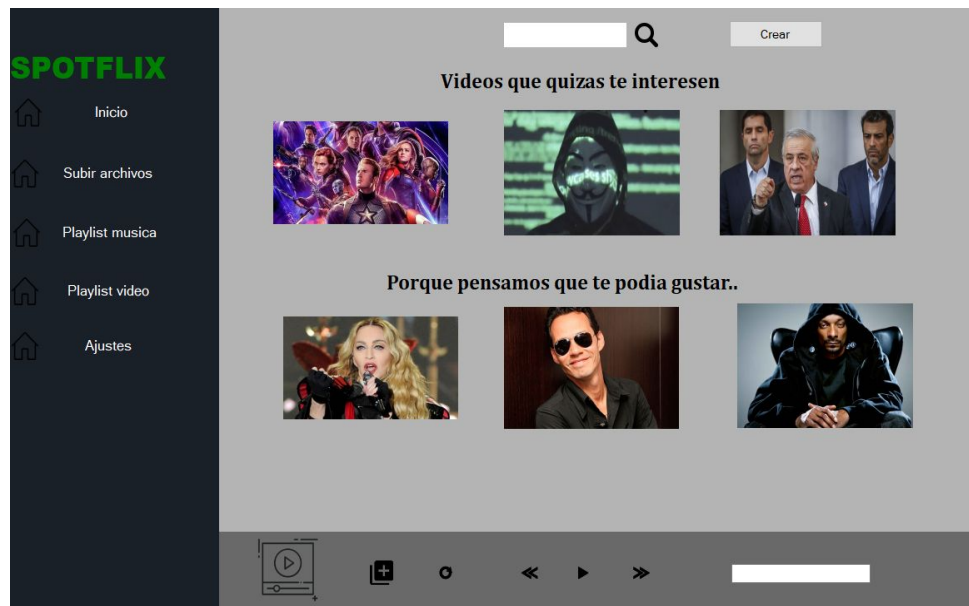 SPOTFLIX
Inicio
Subir archivos
Playlist musica
Playlist video
Ajustes
Crear
Videos que quizas te interesen
Porque pensamos que te podia gustar..